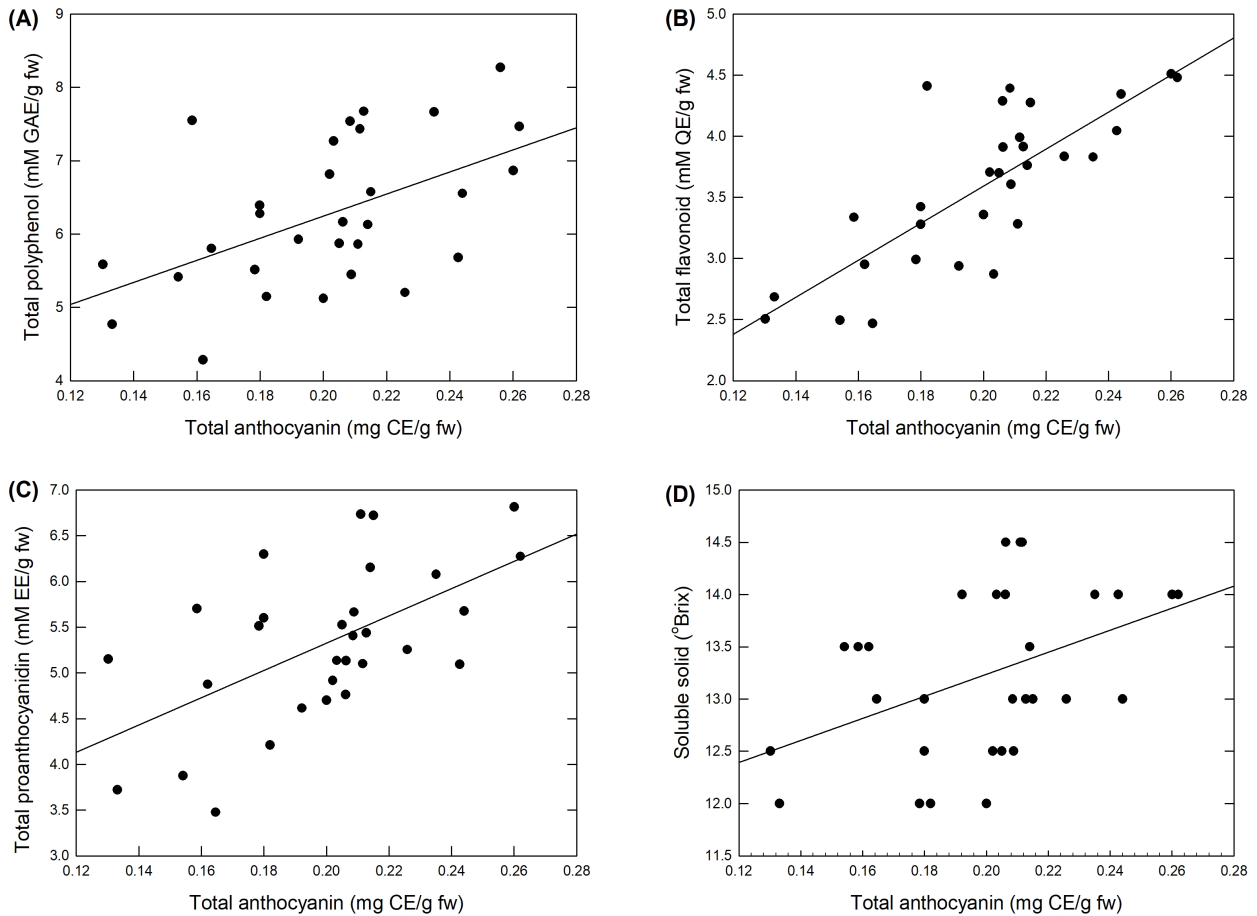 (A)
Total polyphenol (mM GAE/g fw)
9
8
7
6
5
4
0.12 0.14 0.16 0.18 0.20 0.22 0.24 0.26 0.28
Total anthocyanin (mg CE/g fw)
(B)
Total flavonoid (mM QE/g fw)
5.0
4.5
4.0
3.5
3.0
2.5
2.0
0.12 0.14 0.16 0.18 0.20 0.22 0.24 0.26 0.28
Total anthocyanin (mg CE/g fw)
(C)
Total proanthocyanidin (mM EE/g fw)
7.0
6.5
6.0
5.5
5.0
4.5
4.0
3.5
3.0
0.12 0.14 0.16 0.18 0.20 0.22 0.24 0.26 0.28
Total anthocyanin (mg CE/g fw)
(D)
Soluble solid (°Brix)
15.0
14.5
14.0
13.5
13.0
12.5
12.0
11.5
0.12 0.14 0.16 0.18 0.20 0.22 0.24 0.26 0.28
Total anthocyanin (mg CE/g fw)